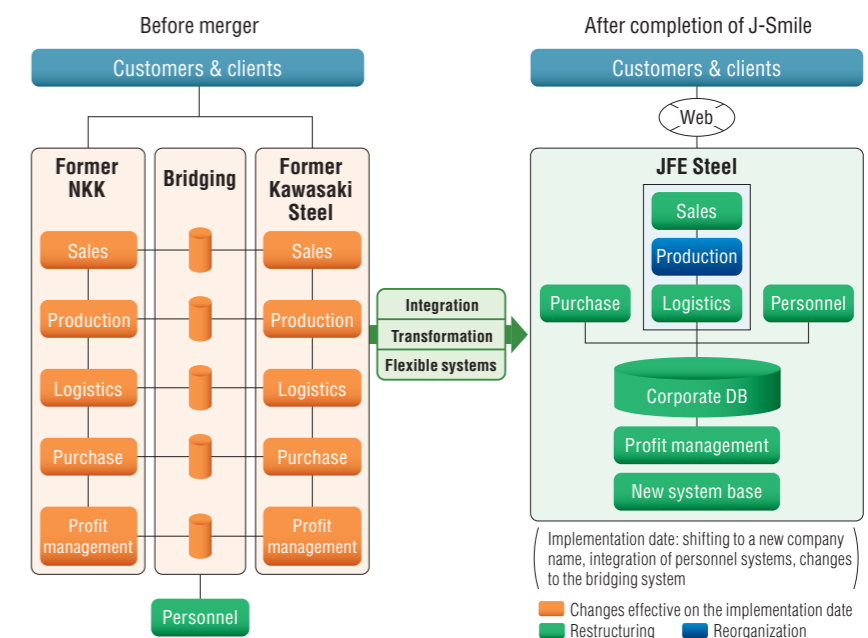 Before merger
Customers & clients
Former
NKK
Bridging
Former
Kawasaki
Steel
Sales
Sales
Production
Production
Logistics
Logistics
Purchase
Purchase
Profit
management
Profit
management
Personnel
Integration
Transformation
Flexible systems
After completion of J-Smile
Customers & clients
Web
JFE Steel
Sales
Production
Purchase
Logistics
Personnel
Corporate DB
Profit management
New system base
Implementation date: shifting to a new company
name, integration of personnel systems, changes
to the bridging system
Changes effective on the implementation date
Restructuring
Reorganization